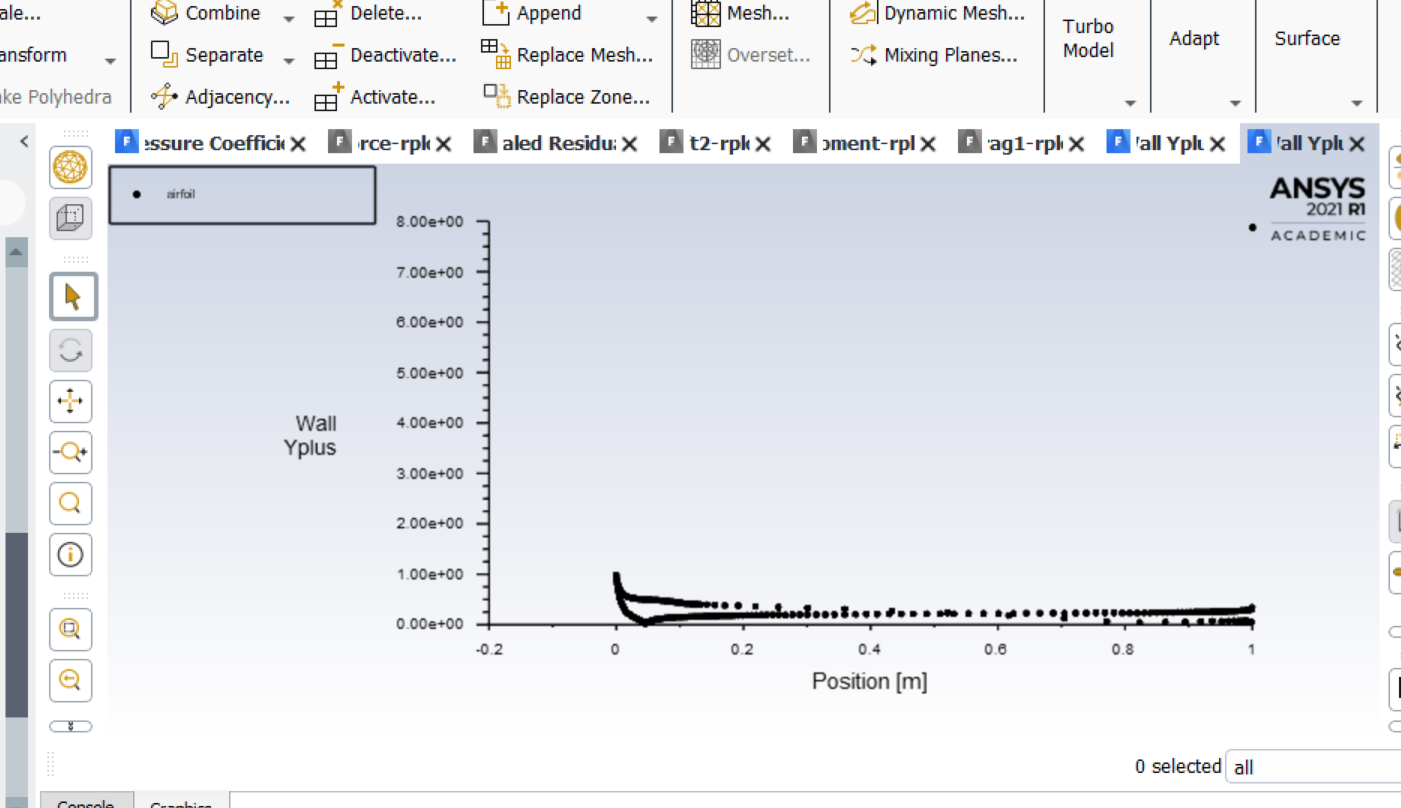 ale...
Combine
Delete...
Append
Mesh...
Dynamic Mesh...
Turbo
Model
Adapt
Surface
ansform
Separate
Deactivate...
Replace Mesh...
Overset...
Mixing Planes...
ake Polyhedra
Adjacency...
Activate...
Replace Zone...
essure Coefficie
rce-rpl
aled Residu
t2-rpl
oment-rpl
rag1-rpl
all Yplu
all Yplu
airfoil
ANSYS
2021 R1
ACADEMIC
8.00e+00
7.00e+00
6.00e+00
5.00e+00
4.00e+00
3.00e+00
2.00e+00
1.00e+00
0.00e+00
Wall
Yplus
-0.2
0
0.2
0.4
0.6
0.8
1
Position [m]
0 selected
all
Console
Graphics